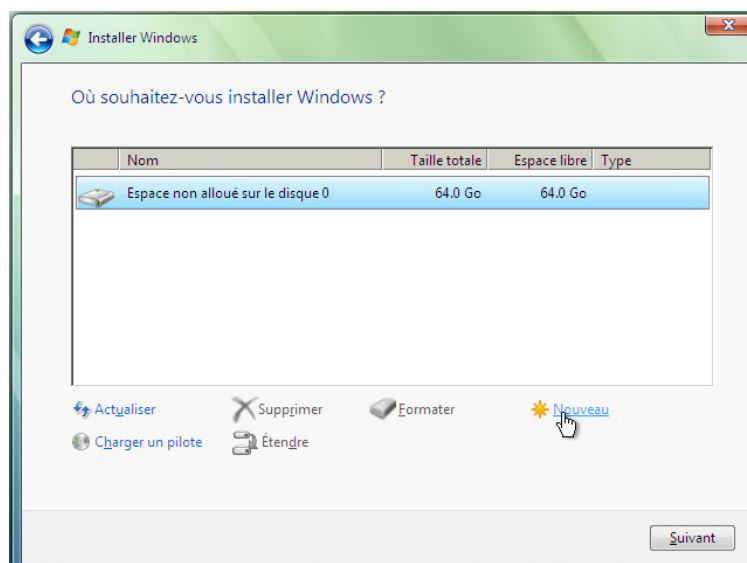 Installer Windows
Où souhaitez-vous installer Windows ?
Nom Taille totale Espace libre Type
Espace non alloué sur le disque 0 64.0 Go 64.0 Go
Actualiser Supprimer Formater Nouveau
Charger un pilote Étendre
Suivant